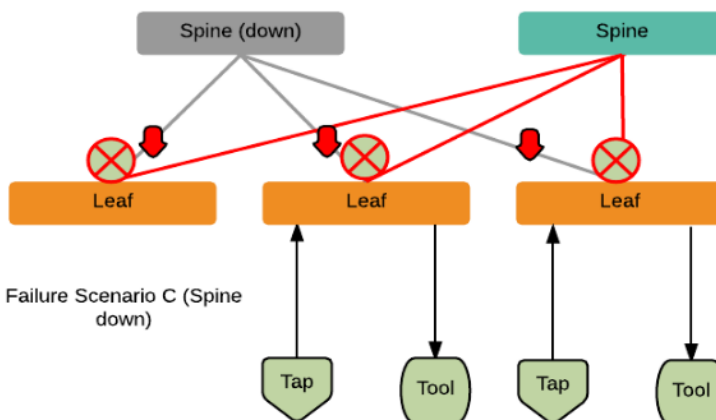 Spine (down)
Spine
Leaf
Leaf
Leaf
Failure Scenario C (Spine
down)
Tap
Tool
Tap
Tool